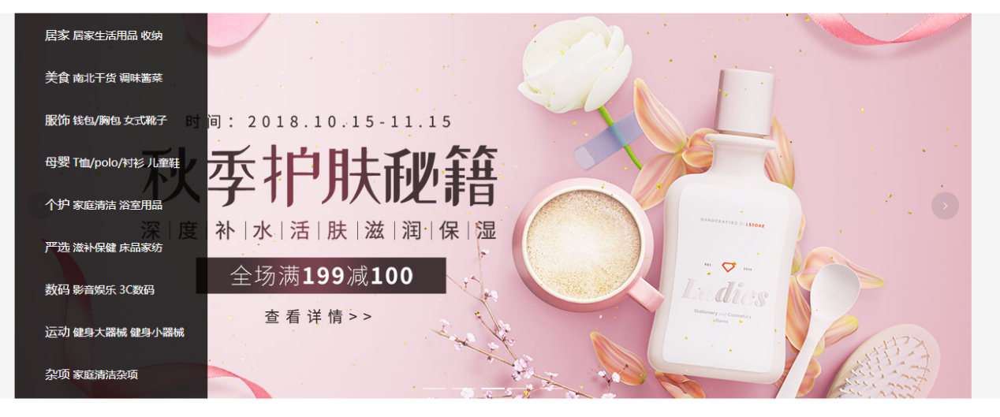 居家 居家生活用品 收纳
美食 南北干货 调味酱菜
服饰 钱包/胸包 女式靴子
母婴 T恤/polo/衬衫 儿童鞋
个护 家庭清洁 浴室用品
严选 滋补保健 床品家纺
数码 影音娱乐 3C数码
运动 健身大器械 健身小器械
杂项 家庭清洁杂项
时间：2018.10.15-11.15
秋季护肤秘籍
深|度|补|水|活|肤|滋|润|保|湿
全场满199减100
查看详情>>
HANDCRAFTED by LSTORE
Ladies
Stationery and Cosmetics
Items